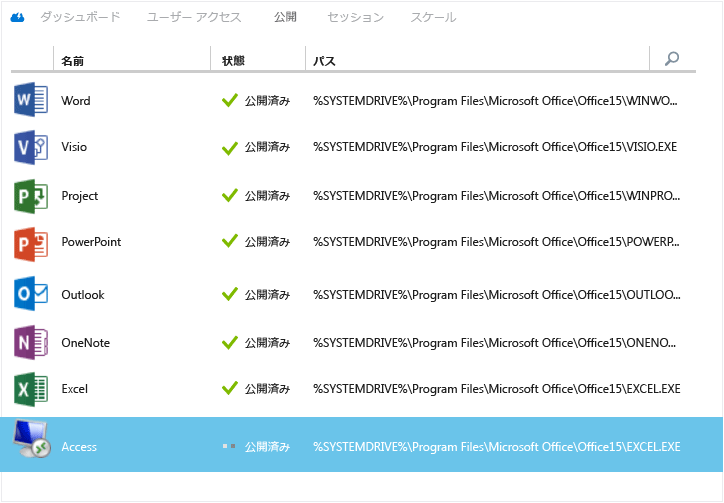 ダッシュボード ユーザー アクセス 公開 セッション スケール
名前 状態 パス
Word 公開済み %SYSTEMDRIVE%\Program Files\Microsoft Office\Office15\WINWO...
Visio 公開済み %SYSTEMDRIVE%\Program Files\Microsoft Office\Office15\VISIO.EXE
Project 公開済み %SYSTEMDRIVE%\Program Files\Microsoft Office\Office15\WINPRO...
PowerPoint 公開済み %SYSTEMDRIVE%\Program Files\Microsoft Office\Office15\POWERP...
Outlook 公開済み %SYSTEMDRIVE%\Program Files\Microsoft Office\Office15\OUTLOO...
OneNote 公開済み %SYSTEMDRIVE%\Program Files\Microsoft Office\Office15\ONENO...
Excel 公開済み %SYSTEMDRIVE%\Program Files\Microsoft Office\Office15\EXCEL.EXE
Access 公開済み %SYSTEMDRIVE%\Program Files\Microsoft Office\Office15\EXCEL.EXE